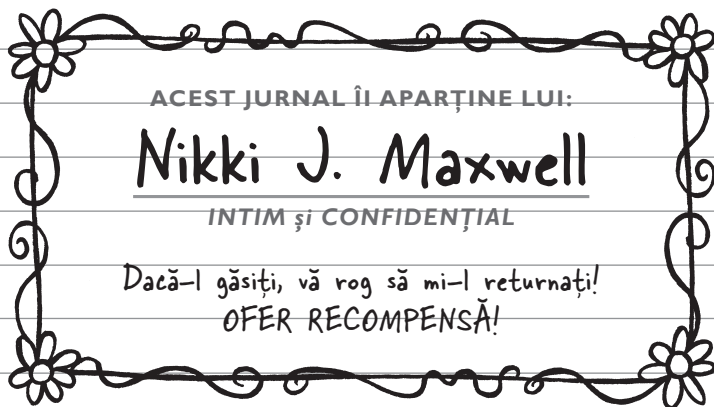 ACEST JURNAL ÎI APARȚINE LUI:
Nikki J. Maxwell
INTIM și CONFIDENȚIAL
Dacă-l găsiți, vă rog să mi-l returnați!
OFER RECOMPENSĂ!